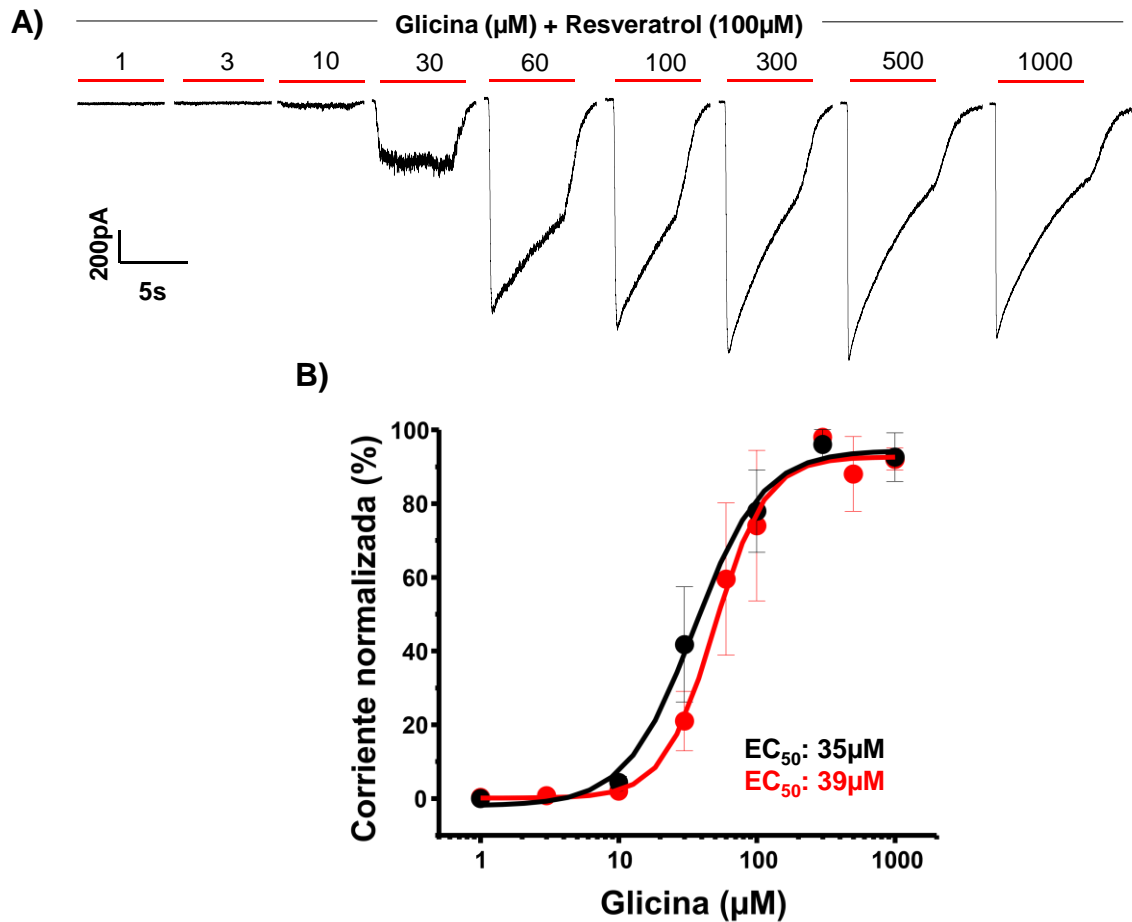 A)
Glicina (µM) + Resveratrol (100µM)
1 3 10 30 60 100 300 500 1000
200pA
5s
B)
100
80
60
40
20
0
Corriente normalizada (%)
EC₅₀: 35µM
EC₅₀: 39µM
1 10 100 1000
Glicina (µM)